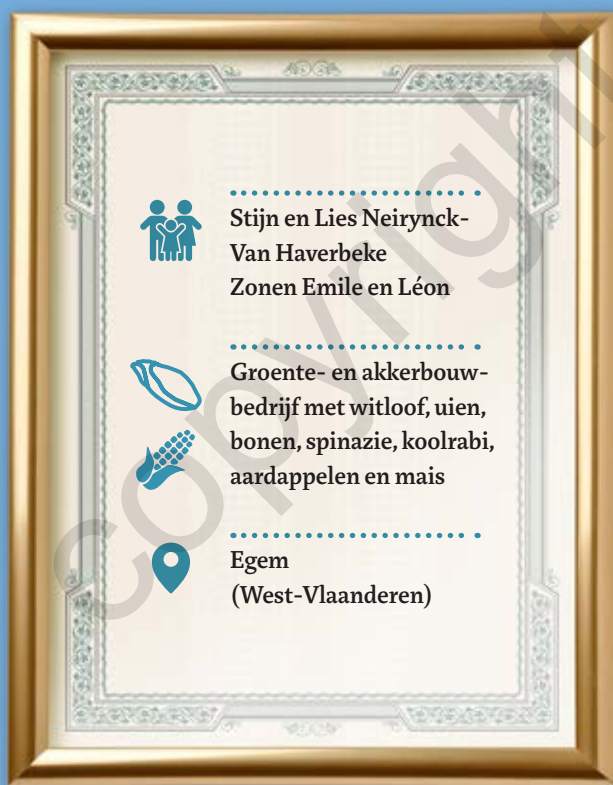 Stijn en Lies Neirynck-
Van Haverbeke
Zonen Emile en Léon
Groente- en akkerbouw-
bedrijf met witloof, uien,
bonen, spinazie, koolrabi,
aardappelen en mais
Egem
(West-Vlaanderen)
copyright